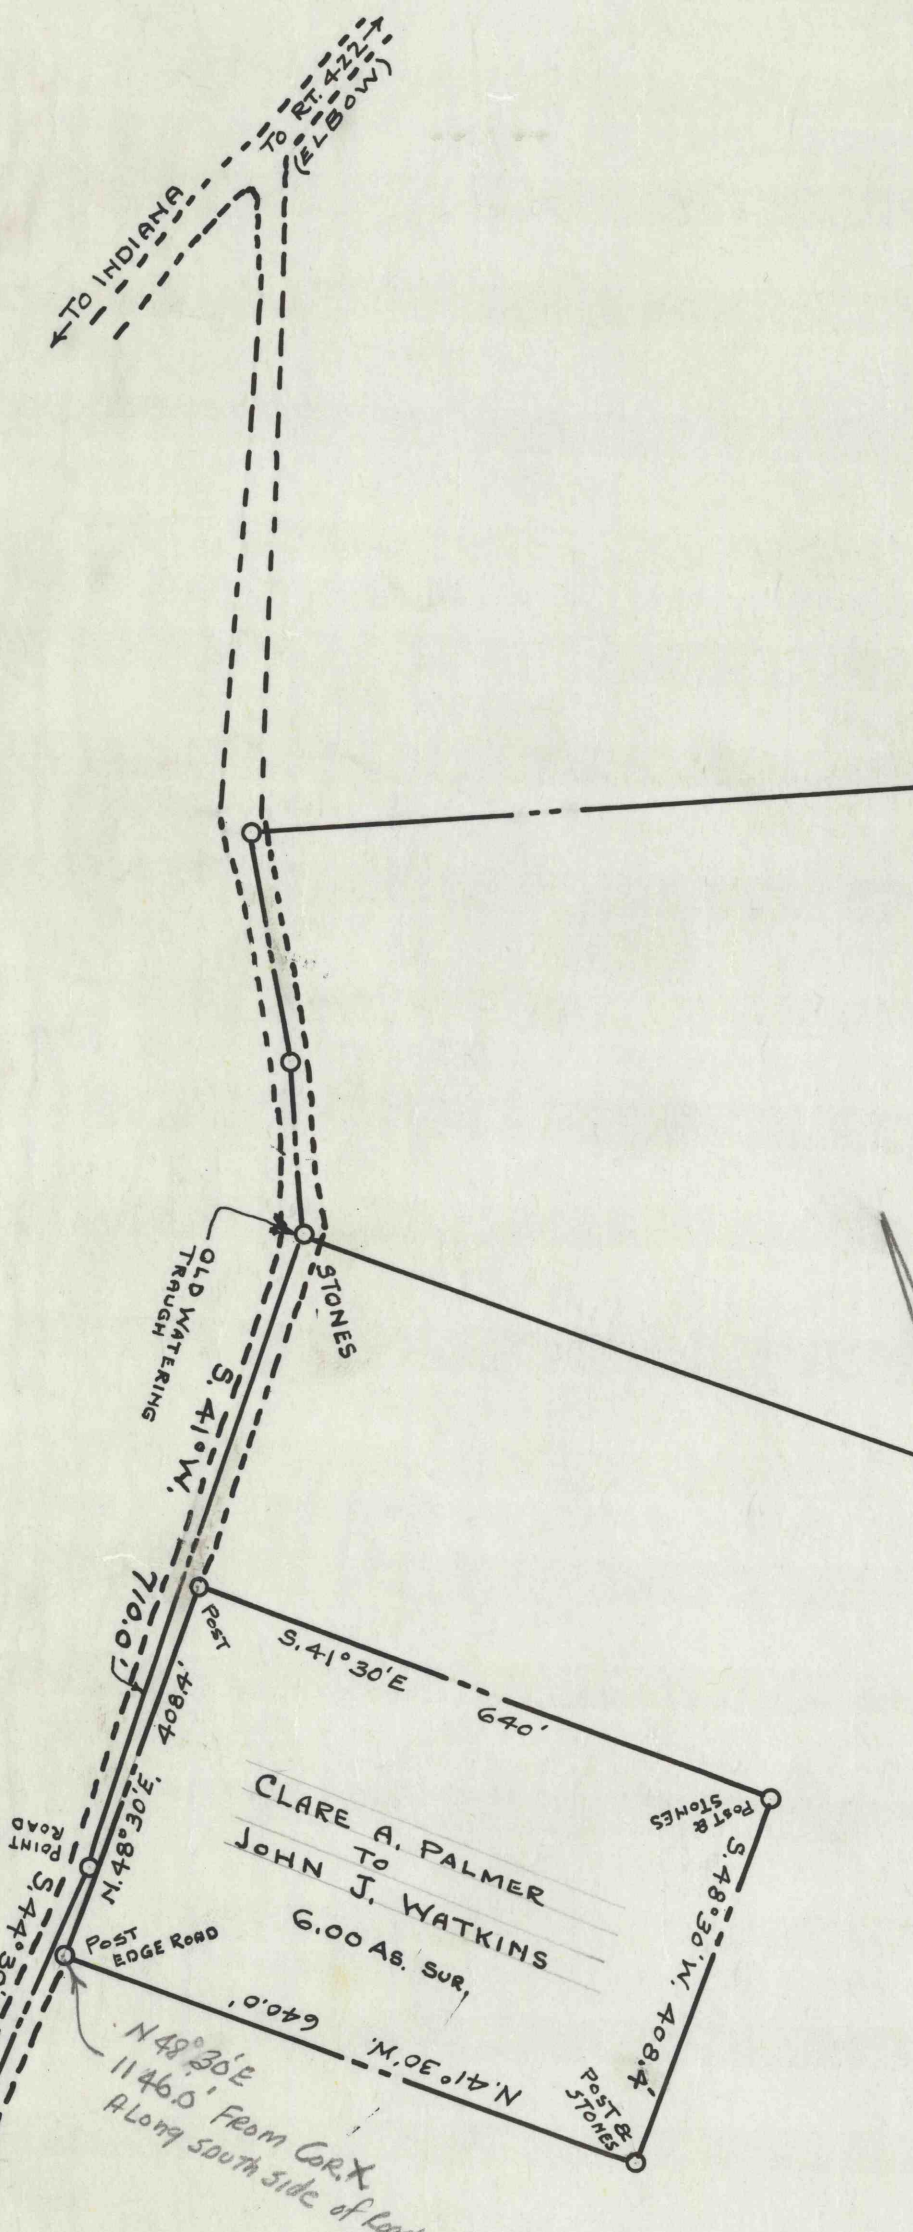 TO RT. 422
(ELBOW)
TO INDIANA
OLD WATERING
TRAUGH
STONES
S. 41° W.
710.0'
POST
S. 41° 30' E
640'
408.4'
N. 48° 30' E.
CLARE A. PALMER
TO
JOHN J. WATKINS
6.00 AS. SUR.
POST &
STONES
S. 48° 30' W. 408.4'
POINT
ROAD
S. 44° 30'
POST
EDGE ROAD
640.0'
N. 41° 30' W.
POST &
STONES
N 48° 30' E
1146.0' FROM COR. X
ALong SOUTH Side of Road